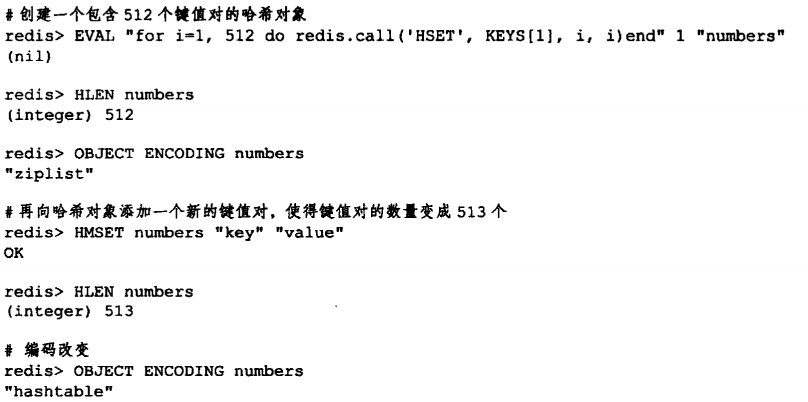 # 创建一个包含 512 个键值对的哈希对象
redis> EVAL "for i=1, 512 do redis.call('HSET', KEYS[1], i, i)end" 1 "numbers"
(nil)
redis> HLEN numbers
(integer) 512
redis> OBJECT ENCODING numbers
"ziplist"
# 再向哈希对象添加一个新的键值对，使得键值对的数量变成 513 个
redis> HMSET numbers "key" "value"
OK
redis> HLEN numbers
(integer) 513
# 编码改变
redis> OBJECT ENCODING numbers
"hashtable"